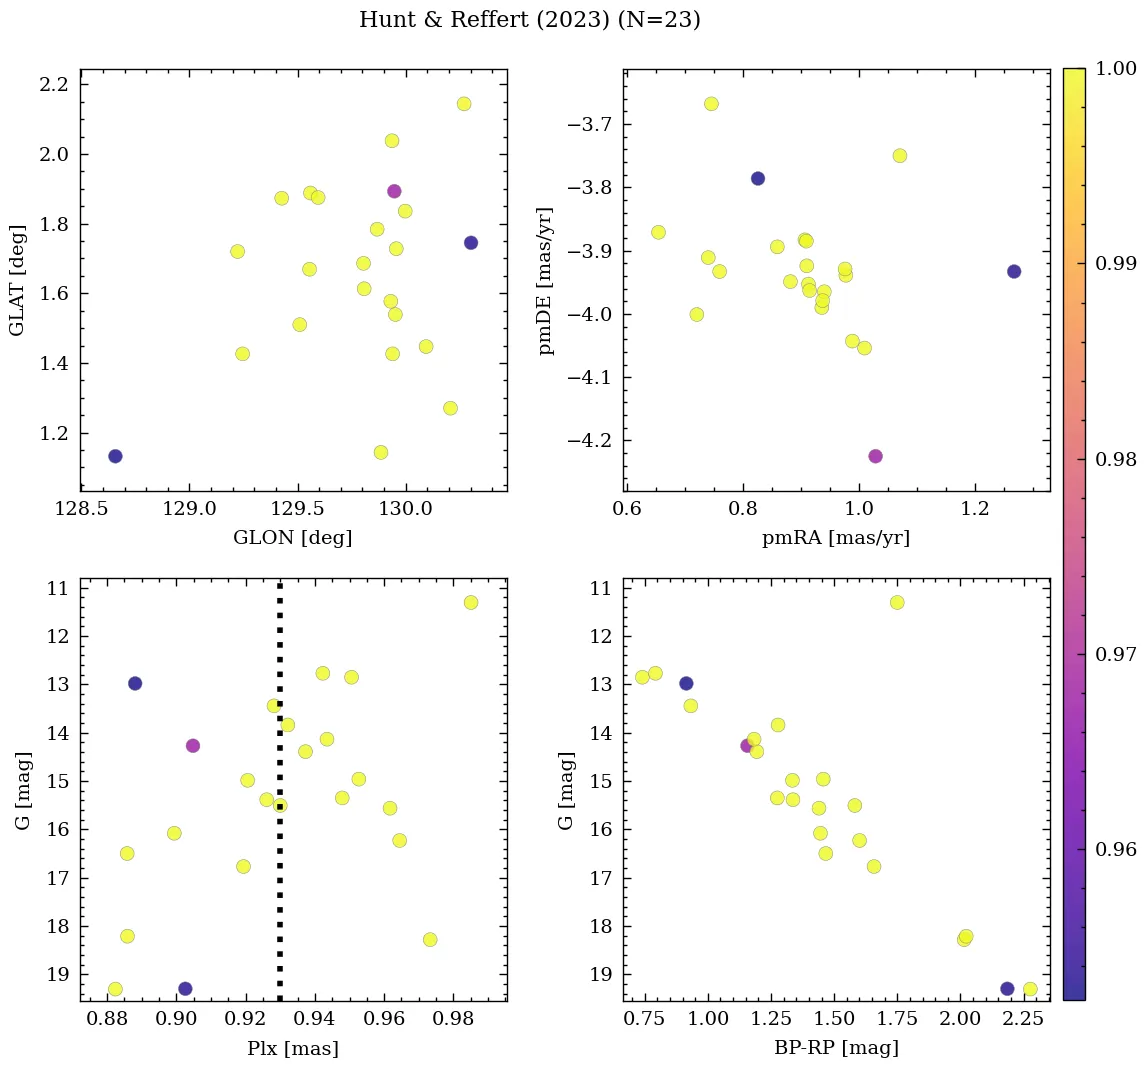 Hunt & Reffert (2023) (N=23)
2.2
2.0
1.8
1.6
1.4
1.2
GLAT [deg]
128.5 129.0 129.5 130.0
GLON [deg]
−3.7
−3.8
−3.9
−4.0
−4.1
−4.2
pmDE [mas/yr]
0.6 0.8 1.0 1.2
pmRA [mas/yr]
1.00
0.99
0.98
0.97
0.96
11
12
13
14
15
16
17
18
19
G [mag]
0.88 0.90 0.92 0.94 0.96 0.98
Plx [mas]
11
12
13
14
15
16
17
18
19
G [mag]
0.75 1.00 1.25 1.50 1.75 2.00 2.25
BP-RP [mag]